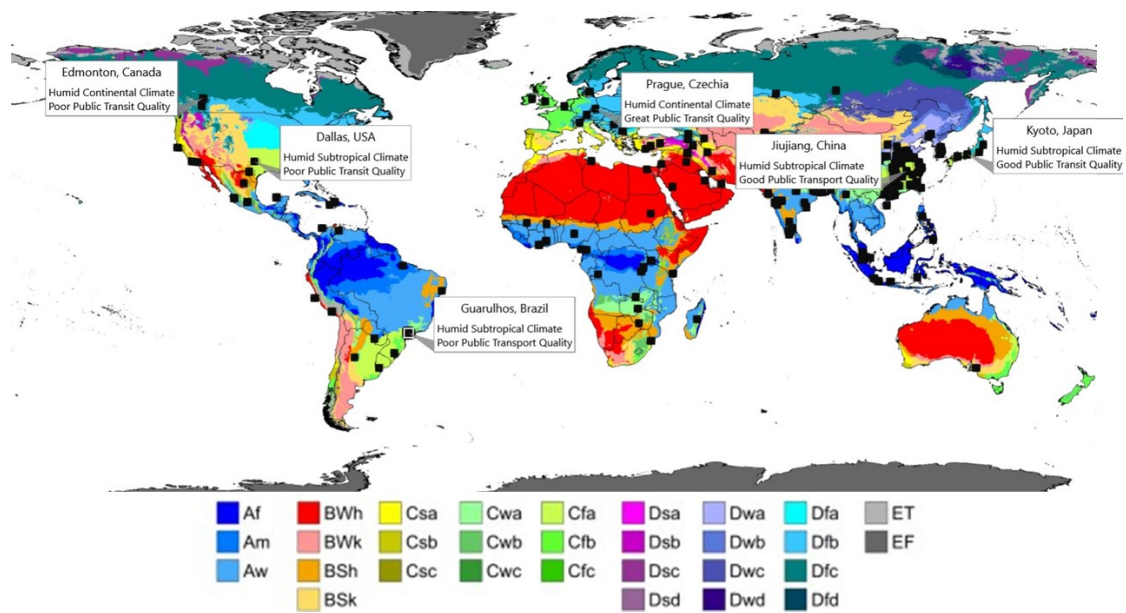 Edmonton, Canada
Humid Continental Climate
Poor Public Transit Quality
Dallas, USA
Humid Subtropical Climate
Poor Public Transit Quality
Prague, Czechia
Humid Continental Climate
Great Public Transit Quality
Jiujiang, China
Humid Subtropical Climate
Good Public Transport Quality
Kyoto, Japan
Humid Subtropical Climate
Good Public Transit Quality
Guarulhos, Brazil
Humid Subtropical Climate
Poor Public Transport Quality
Af BWh Csa Cwa Cfa Dsa Dwa Dfa ET
Am BWk Csb Cwb Cfb Dsb Dwb Dfb EF
Aw BSh Csc Cwc Cfc Dsc Dwc Dfc
BSk Dsd Dwd Dfd